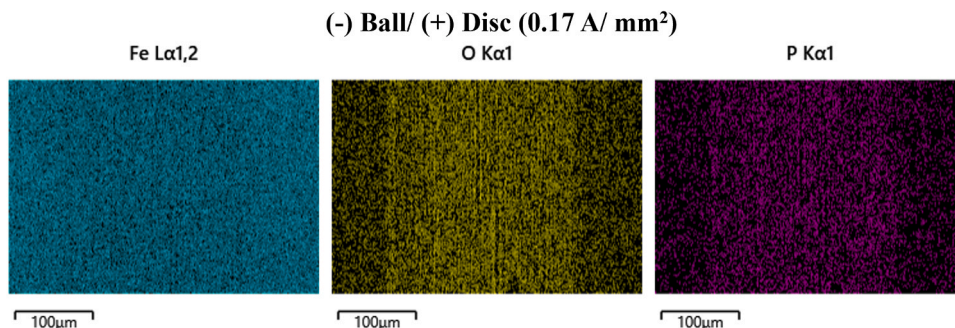 (-) Ball/ (+) Disc (0.17 A/ mm²)
Fe Lα1,2
O Kα1
P Kα1
100µm
100µm
100µm